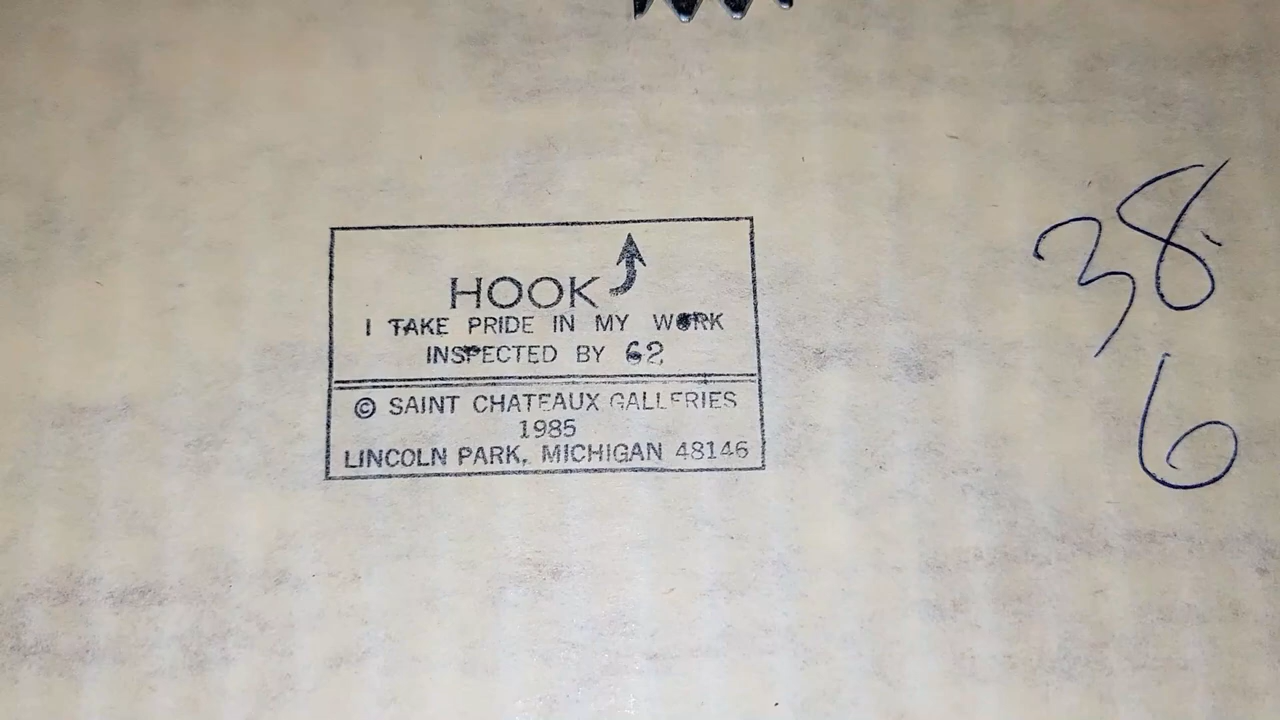 HOOK
I TAKE PRIDE IN MY WORK
INSPECTED BY 62
© SAINT CHATEAUX GALLERIES
1985
LINCOLN PARK, MICHIGAN 48146
38
6